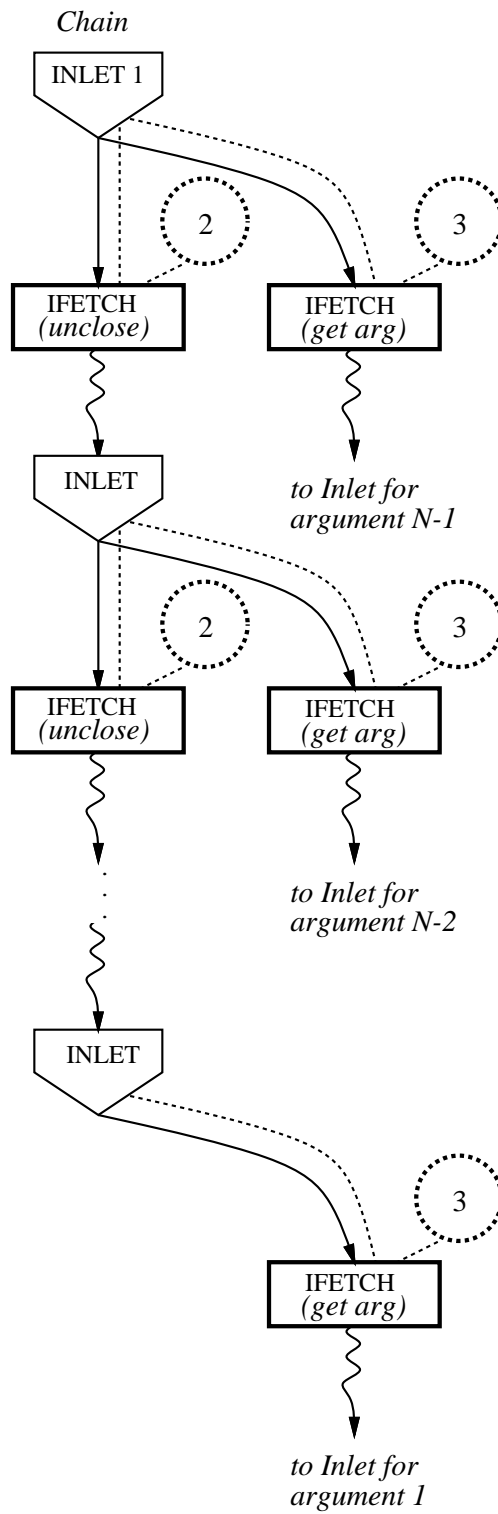 Chain
INLET 1
2
3
IFETCH
(unclose)
IFETCH
(get arg)
INLET
to Inlet for
argument N-1
2
3
IFETCH
(unclose)
IFETCH
(get arg)
to Inlet for
argument N-2
INLET
3
IFETCH
(get arg)
to Inlet for
argument 1